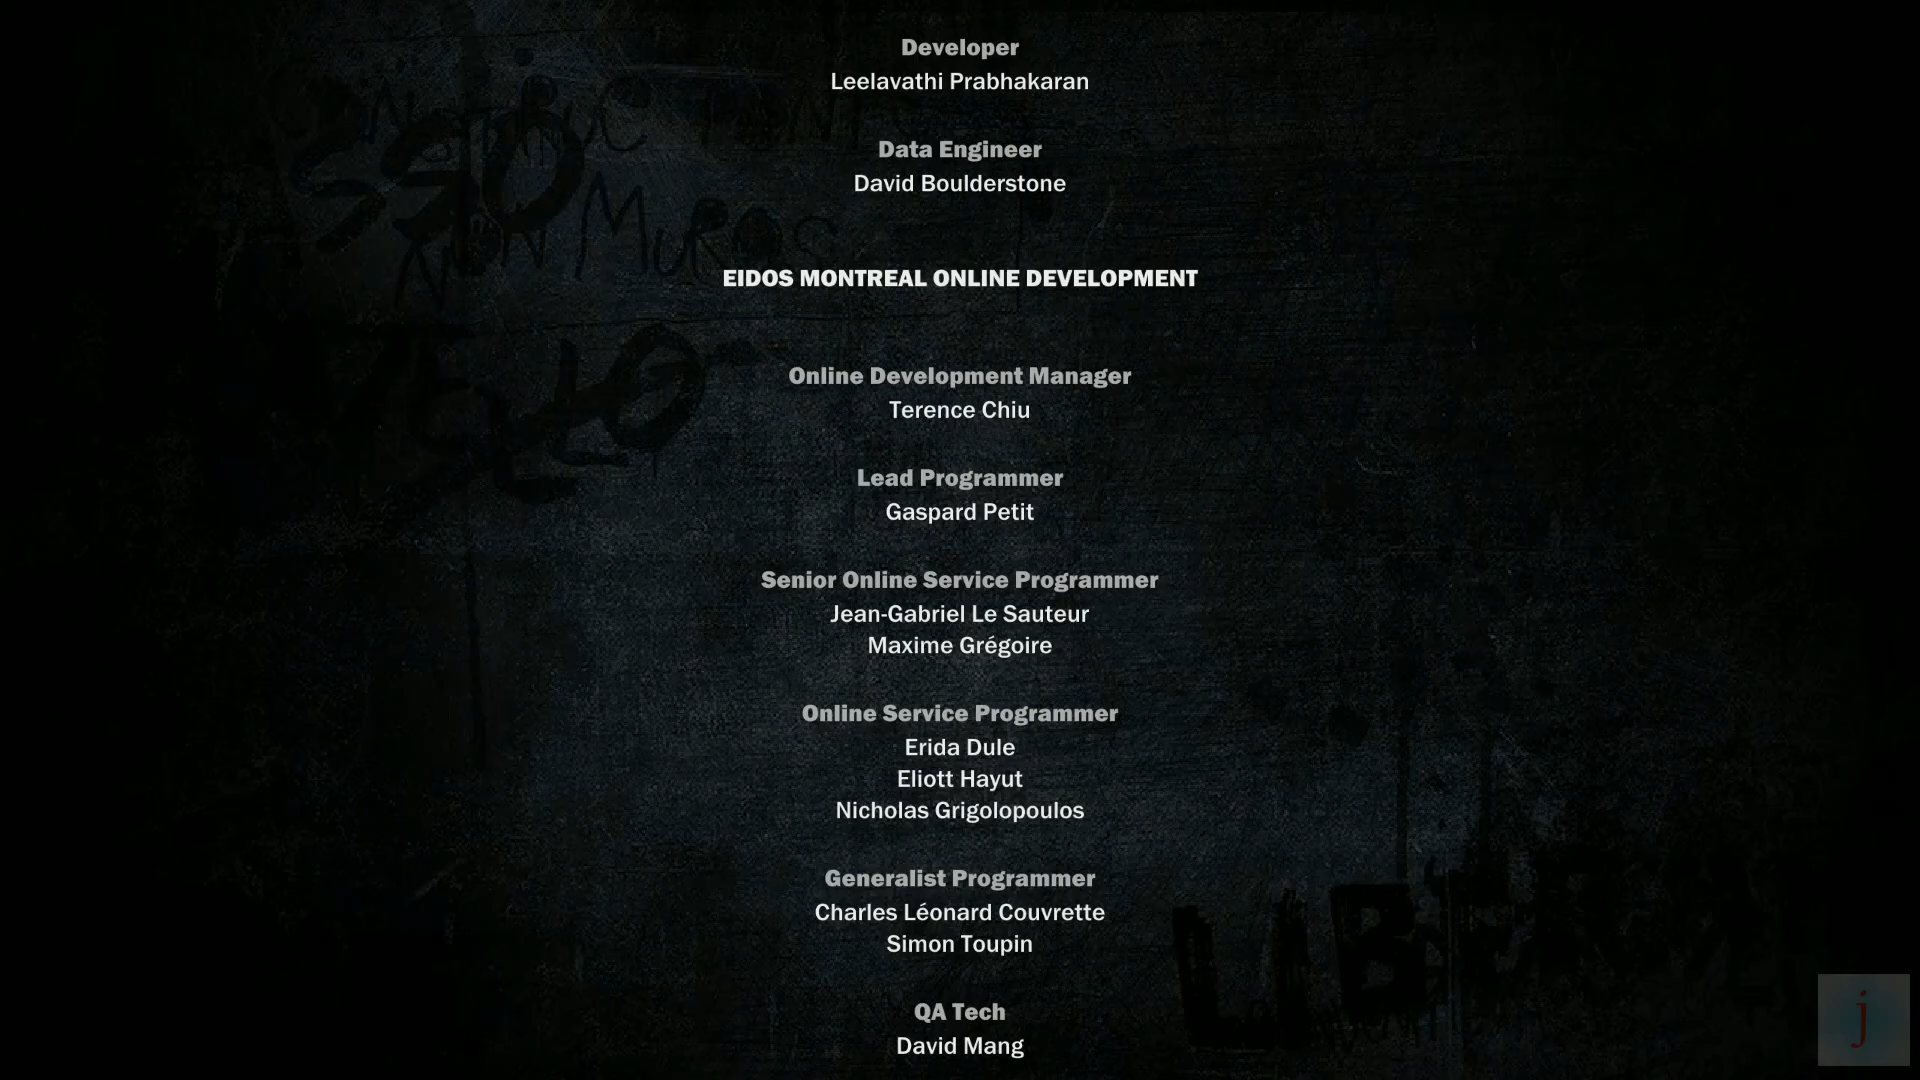 Developer
Leelavathi Prabhakaran
Data Engineer
David Boulderstone
EIDOS MONTREAL ONLINE DEVELOPMENT
Online Development Manager
Terence Chiu
Lead Programmer
Gaspard Petit
Senior Online Service Programmer
Jean-Gabriel Le Sauteur
Maxime Grégoire
Online Service Programmer
Erida Dule
Eliott Hayut
Nicholas Grigolopoulos
Generalist Programmer
Charles Léonard Couvrette
Simon Toupin
QA Tech
David Mang
NON MUROS
j